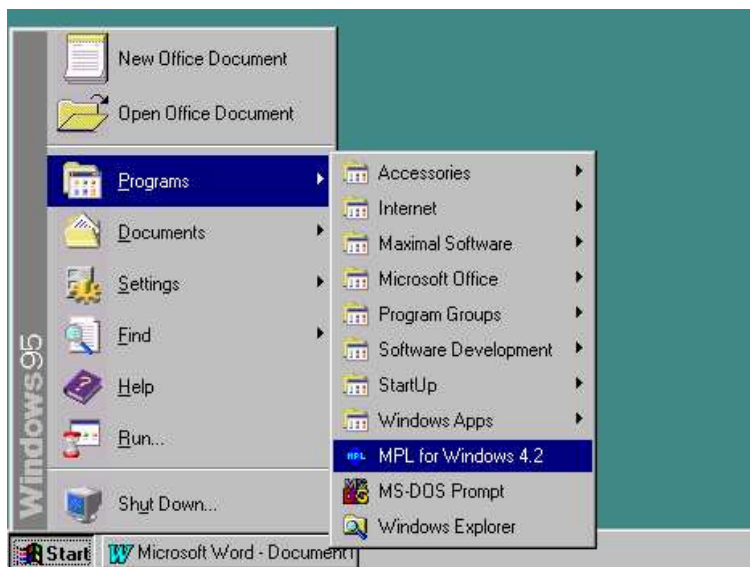 New Office Document
Open Office Document
Programs
Documents
Settings
Find
Help
Run...
Shut Down...
Windows95
Accessories
Internet
Maximal Software
Microsoft Office
Program Groups
Software Development
StartUp
Windows Apps
MPL MPL for Windows 4.2
MS-DOS Prompt
Windows Explorer
Start
W Microsoft Word - Document1